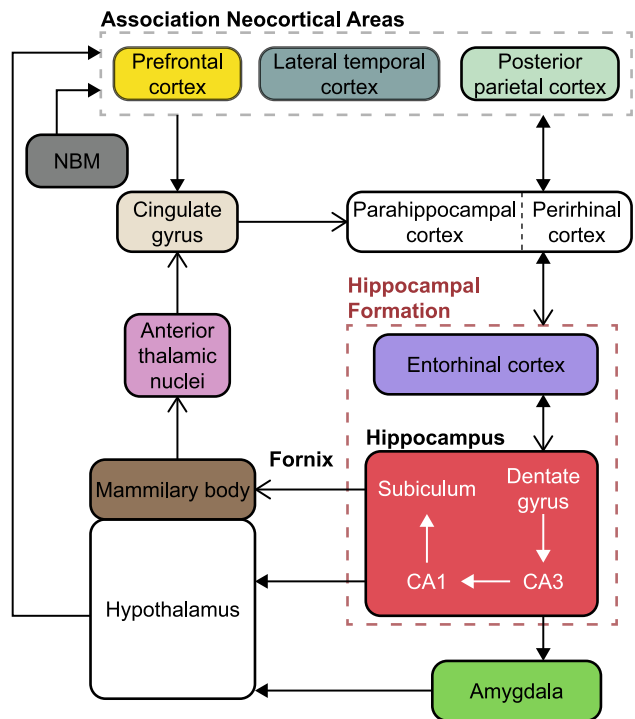 Association Neocortical Areas
Prefrontal
cortex
Lateral temporal
cortex
Posterior
parietal cortex
NBM
Cingulate
gyrus
Parahippocampal
cortex
Perirhinal
cortex
Hippocampal
Formation
Anterior
thalamic
nuclei
Entorhinal cortex
Hippocampus
Fornix
Mammilary body
Subiculum
Dentate
gyrus
CA1
CA3
Hypothalamus
Amygdala